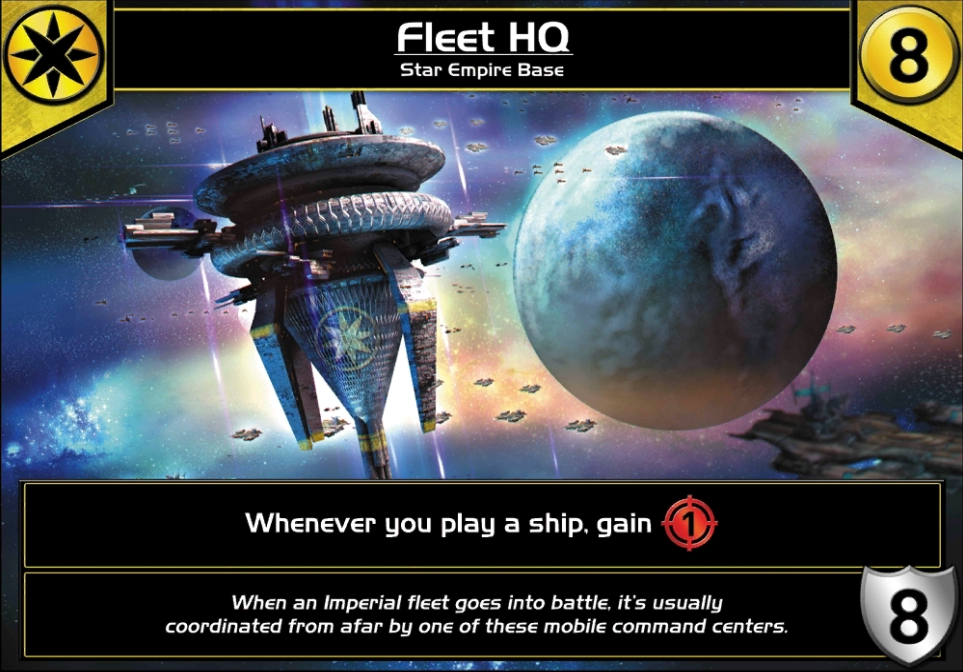 Fleet HQ
Star Empire Base
8
Whenever you play a ship, gain 1
When an Imperial fleet goes into battle, it's usually
coordinated from afar by one of these mobile command centers.
8